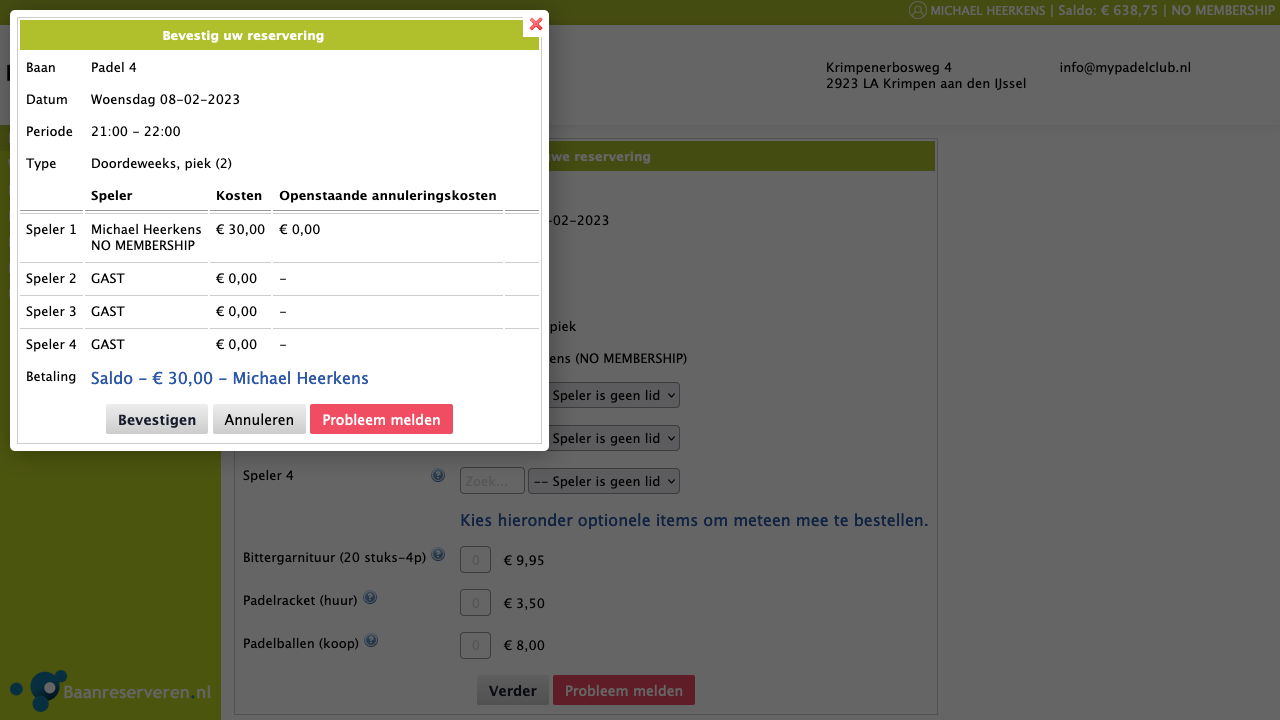 MICHAEL HEERKENS | Saldo: € 638,75 | NO MEMBERSHIP
Krimpenerbosweg 4
2923 LA Krimpen aan den IJssel
info@mypadelclub.nl
Bevestig uw reservering
Baan Padel 4
Datum Woensdag 08-02-2023
Periode 21:00 - 22:00
Type Doordeweeks, piek (2)
Speler Kosten Openstaande annuleringskosten
Speler 1 Michael Heerkens € 30,00 € 0,00
NO MEMBERSHIP
Speler 2 GAST € 0,00 -
Speler 3 GAST € 0,00 -
Speler 4 GAST € 0,00 -
Betaling Saldo - € 30,00 - Michael Heerkens
Bevestigen Annuleren Probleem melden
reservering
-02-2023
piek
(NO MEMBERSHIP)
Speler is geen lid
Speler is geen lid
Speler 4 Zoek... -- Speler is geen lid
Kies hieronder optionele items om meteen mee te bestellen.
Bittergarnituur (20 stuks-4p) 0 € 9,95
Padelracket (huur) 0 € 3,50
Padelballen (koop) 0 € 8,00
Verder Probleem melden
Baanreserveren.nl